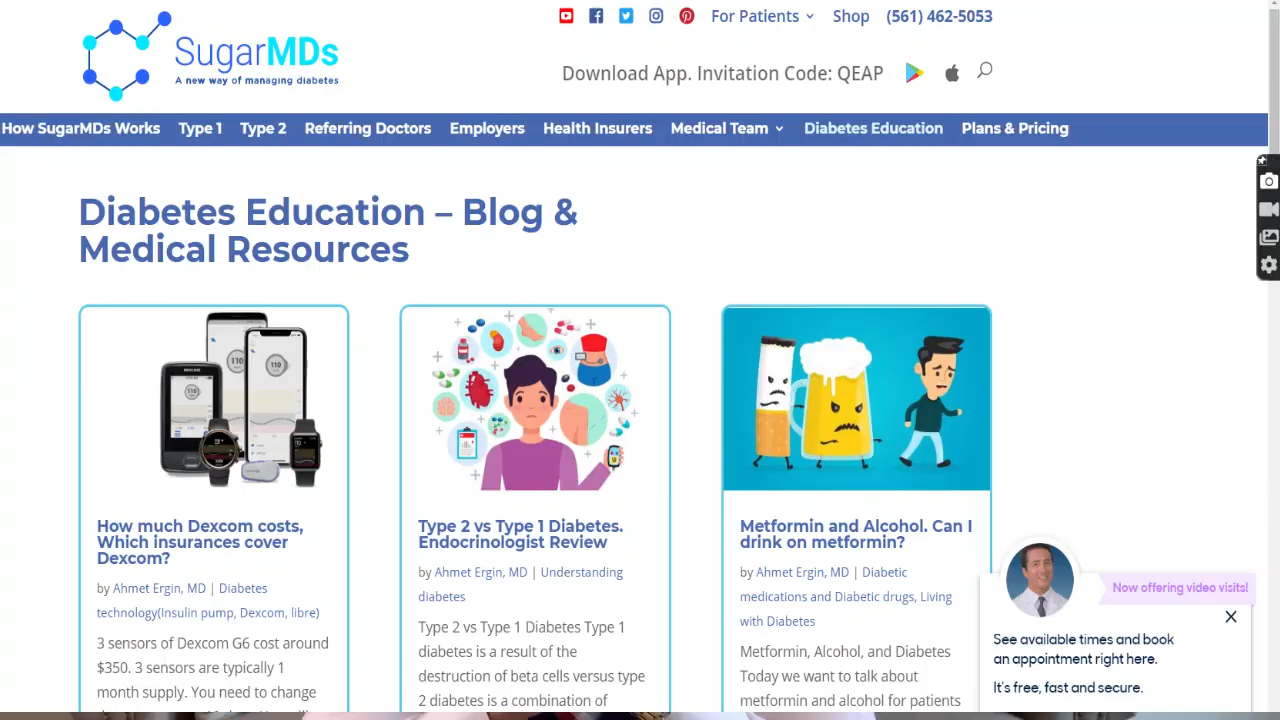 For Patients
Shop
(561) 462-5053
SugarMDs
A new way of managing diabetes
Download App. Invitation Code: QEAP
How SugarMDs Works
Type 1
Type 2
Referring Doctors
Employers
Health Insurers
Medical Team
Diabetes Education
Plans & Pricing
Diabetes Education – Blog &
Medical Resources
110
110
110
How much Dexcom costs,
Which insurances cover
Dexcom?
by Ahmet Ergin, MD | Diabetes
technology(Insulin pump, Dexcom, libre)
3 sensors of Dexcom G6 cost around
$350. 3 sensors are typically 1
month supply. You need to change
Type 2 vs Type 1 Diabetes.
Endocrinologist Review
by Ahmet Ergin, MD | Understanding
diabetes
Type 2 vs Type 1 Diabetes Type 1
diabetes is a result of the
destruction of beta cells versus type
2 diabetes is a combination of
Metformin and Alcohol. Can I
drink on metformin?
by Ahmet Ergin, MD | Diabetic
medications and Diabetic drugs, Living
with Diabetes
Metformin, Alcohol, and Diabetes
Today we want to talk about
metformin and alcohol for patients
Now offering video visits!
See available times and book
an appointment right here.
It's free, fast and secure.